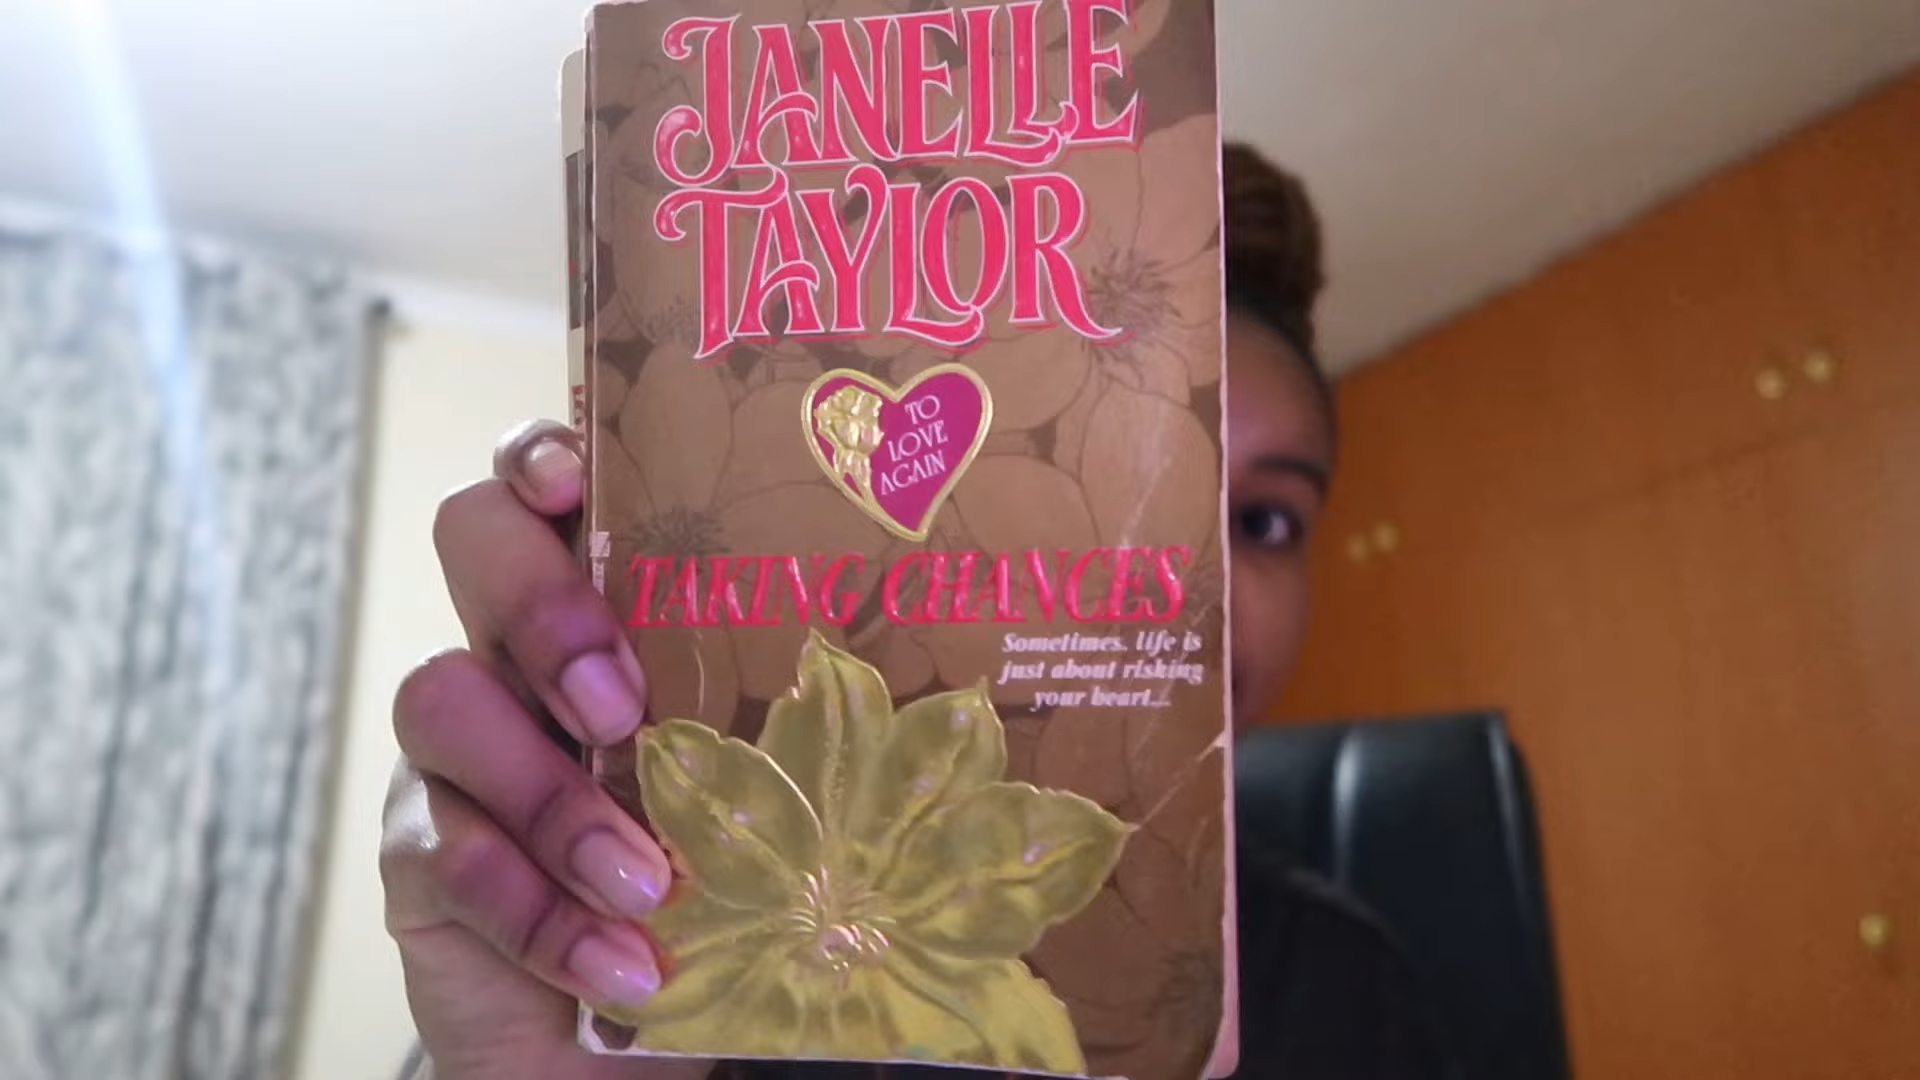 JANELLE
TAYLOR
TO
LOVE
AGAIN
TAKING CHANCES
Sometimes, life is
just about risking
your heart...